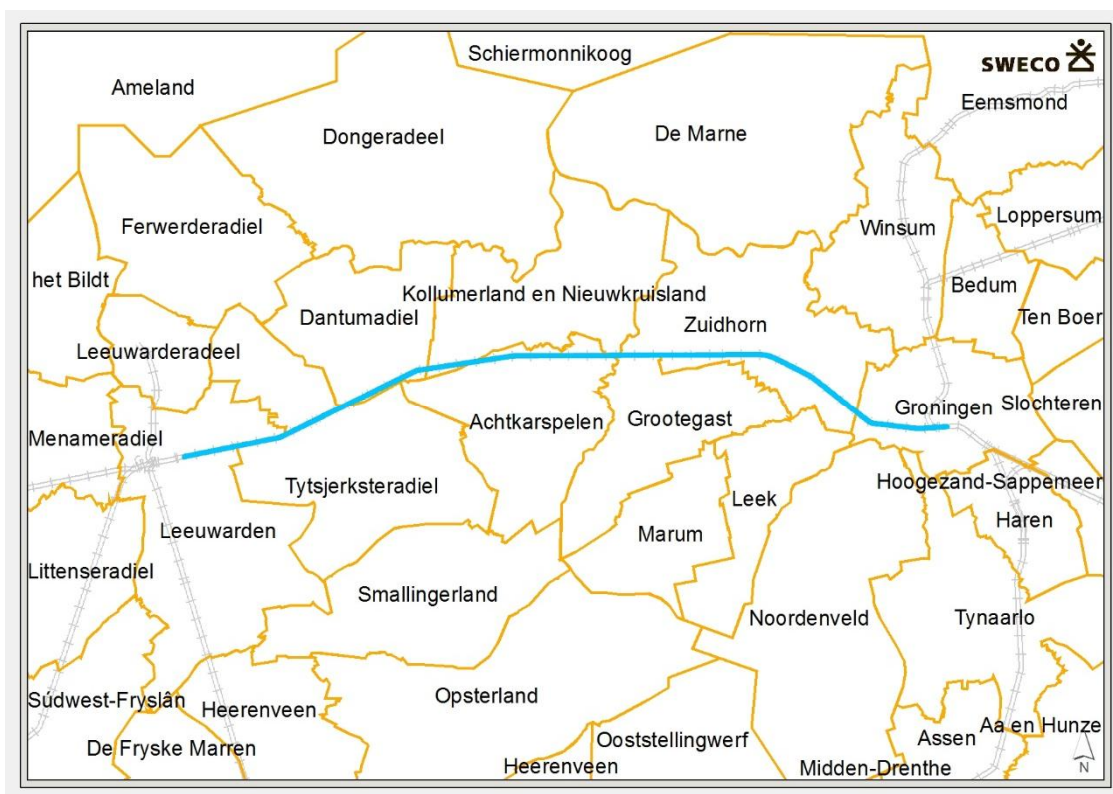 Schiermonnikoog
SWECO
Ameland
Eemsmond
Dongeradeel
De Marne
Ferwerderadiel
Winsum
Loppersum
het Bildt
Bedum
Kollumerland en Nieuwkruisland
Dantumadiel
Zuidhorn
Ten Boer
Leeuwarderadeel
Groningen
Slochteren
Menameradiel
Achtkarspelen
Grootegast
Tytsjerksteradiel
Hoogezand-Sappemeer
Leek
Haren
Leeuwarden
Marum
Littenseradiel
Smallingerland
Noordenveld
Tynaarlo
Opsterland
Súdwest-Fryslân
Heerenveen
Aa en Hunze
Assen
Ooststellingwerf
De Fryske Marren
Heerenveen
Midden-Drenthe
N